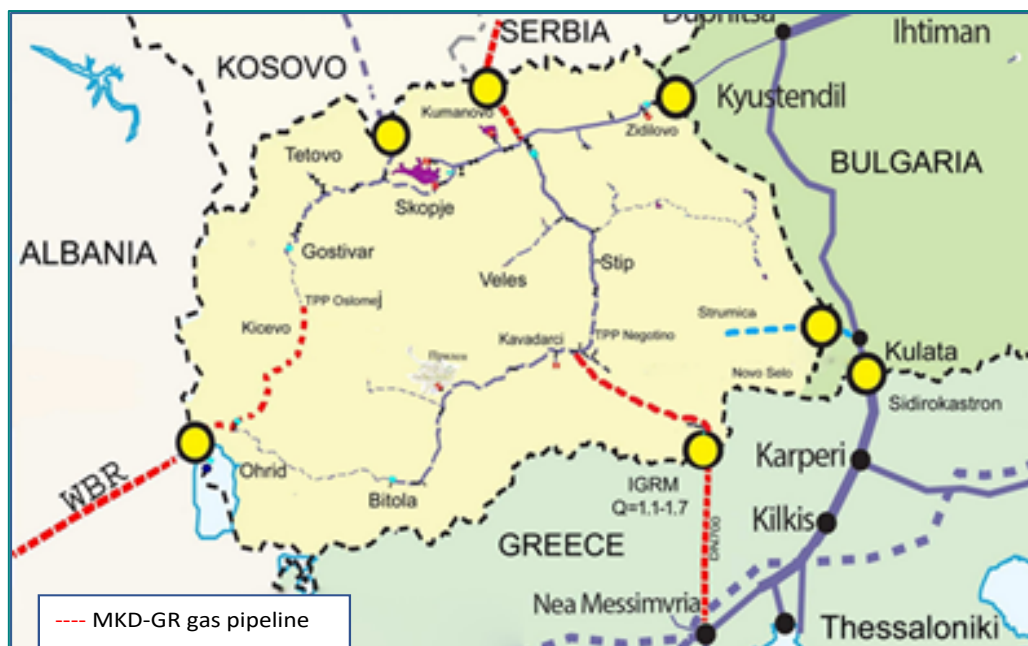 Dupnitsa
SERBIA
Ihtiman
KOSOVO
Kyustendil
Kumanovo
Zidilovo
Tetovo
BULGARIA
Skopje
ALBANIA
Gostivar
Stip
Veles
TPP Oslomej
Strumica
Kicevo
Kavadarci
TPP Negotino
Прилеп
Kulata
Novo Selo
Sidirokastron
Ohrid
WBR
Karperi
IGRM
Bitola
Q=1.1-1.7
Kilkis
GREECE
DN700
Nea Messimvria
---- MKD-GR gas pipeline
Thessaloniki